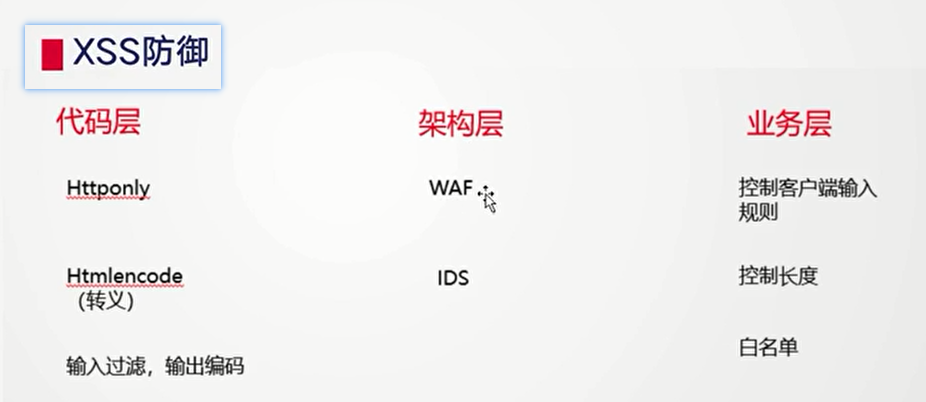 XSS防御
代码层
Httponly
Htmlencode
（转义）
输入过滤，输出编码
架构层
WAF
IDS
业务层
控制客户端输入
规则
控制长度
白名单